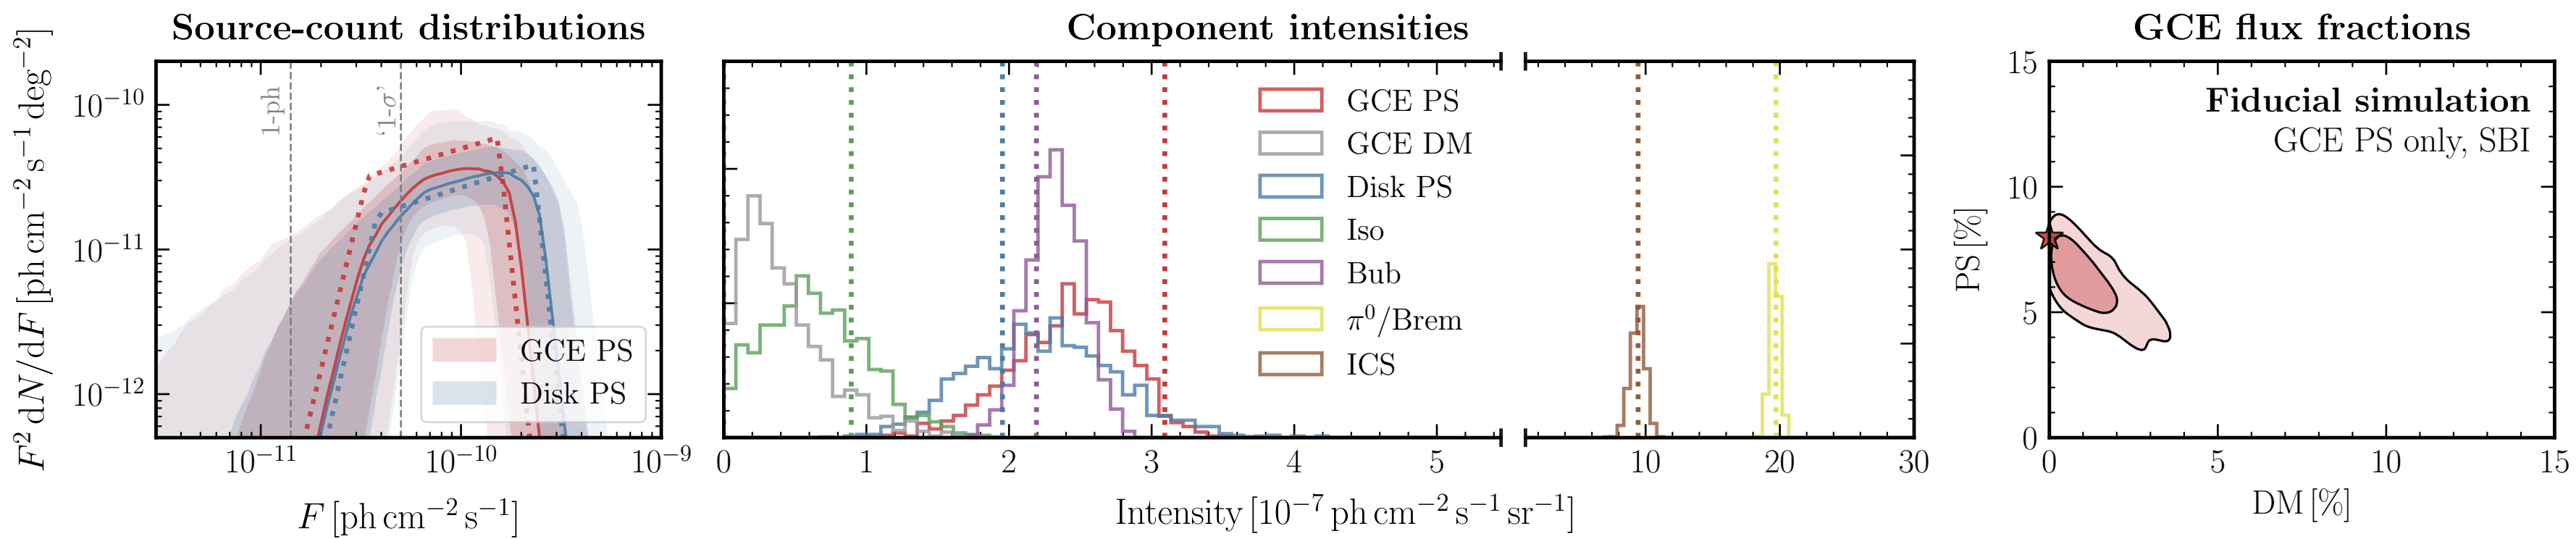 Source-count distributions
F² dN/dF [ph cm⁻² s⁻¹ deg⁻²]
10⁻¹⁰
10⁻¹¹
10⁻¹²
1-ph
‘1-σ’
GCE PS
Disk PS
10⁻¹¹ 10⁻¹⁰ 10⁻⁹
F [ph cm⁻² s⁻¹]
Component intensities
GCE PS
GCE DM
Disk PS
Iso
Bub
π⁰/Brem
ICS
0 1 2 3 4 5 10 20 30
Intensity [10⁻⁷ ph cm⁻² s⁻¹ sr⁻¹]
GCE flux fractions
Fiducial simulation
GCE PS only, SBI
PS [%]
15
10
5
0
0 5 10 15
DM [%]